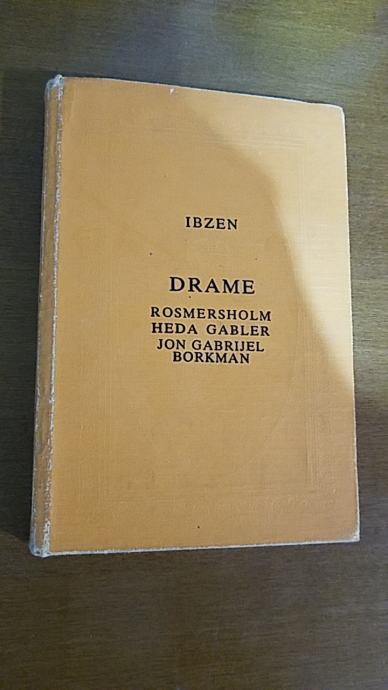 IBZEN
DRAME
ROSMERSHOLM
HEDA GABLER
JON GABRIJEL
BORKMAN